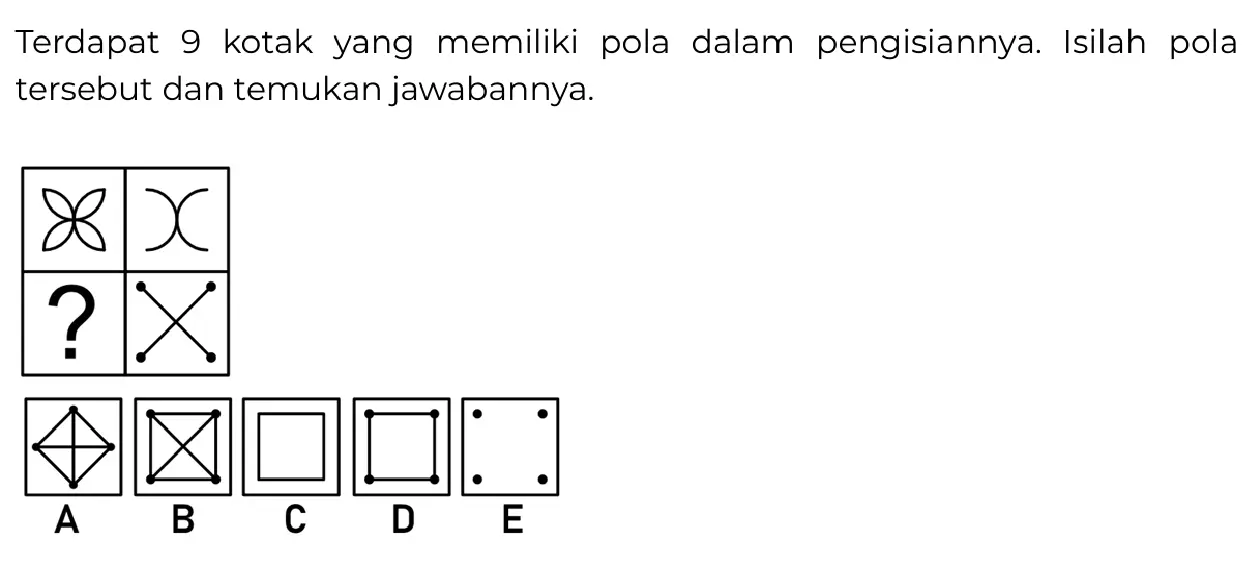 Terdapat 9 kotak yang memiliki pola dalam pengisiannya. Isilah pola
tersebut dan temukan jawabannya.
?
A B C D E